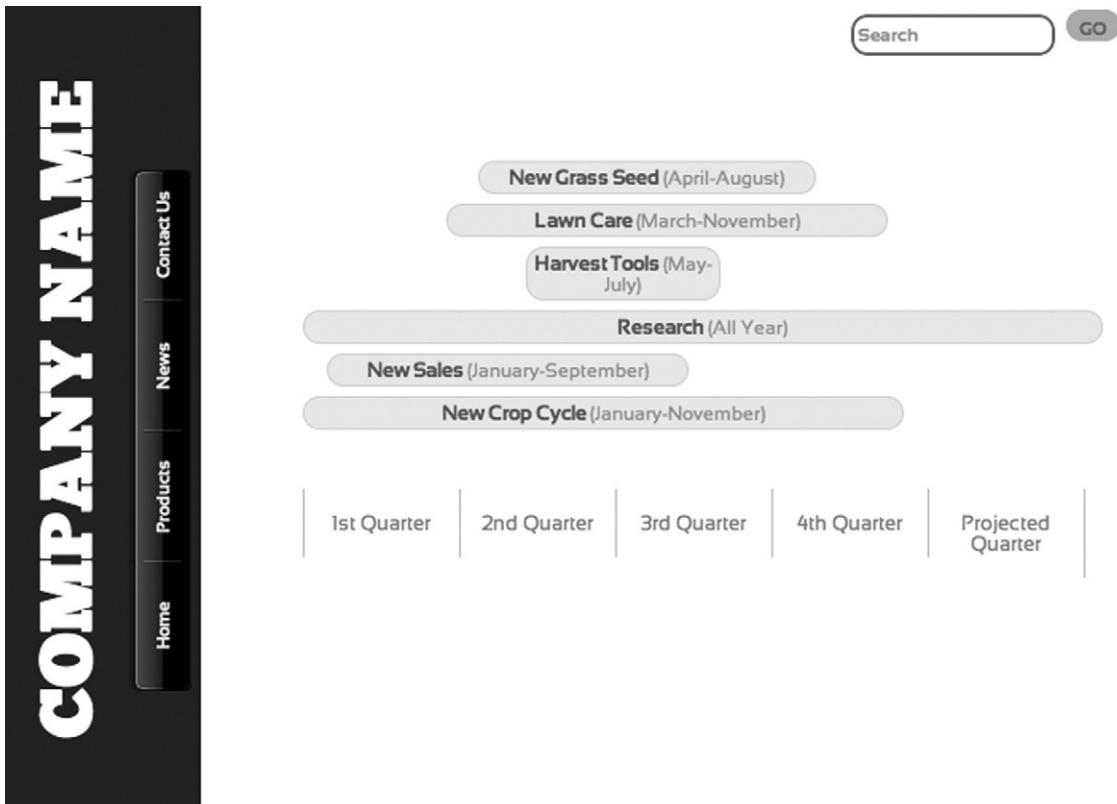 COMPANY NAME
Contact Us
News
Products
Home
Search
GO
New Grass Seed (April-August)
Lawn Care (March-November)
Harvest Tools (May-
July)
Research (All Year)
New Sales (January-September)
New Crop Cycle (January-November)
1st Quarter
2nd Quarter
3rd Quarter
4th Quarter
Projected
Quarter